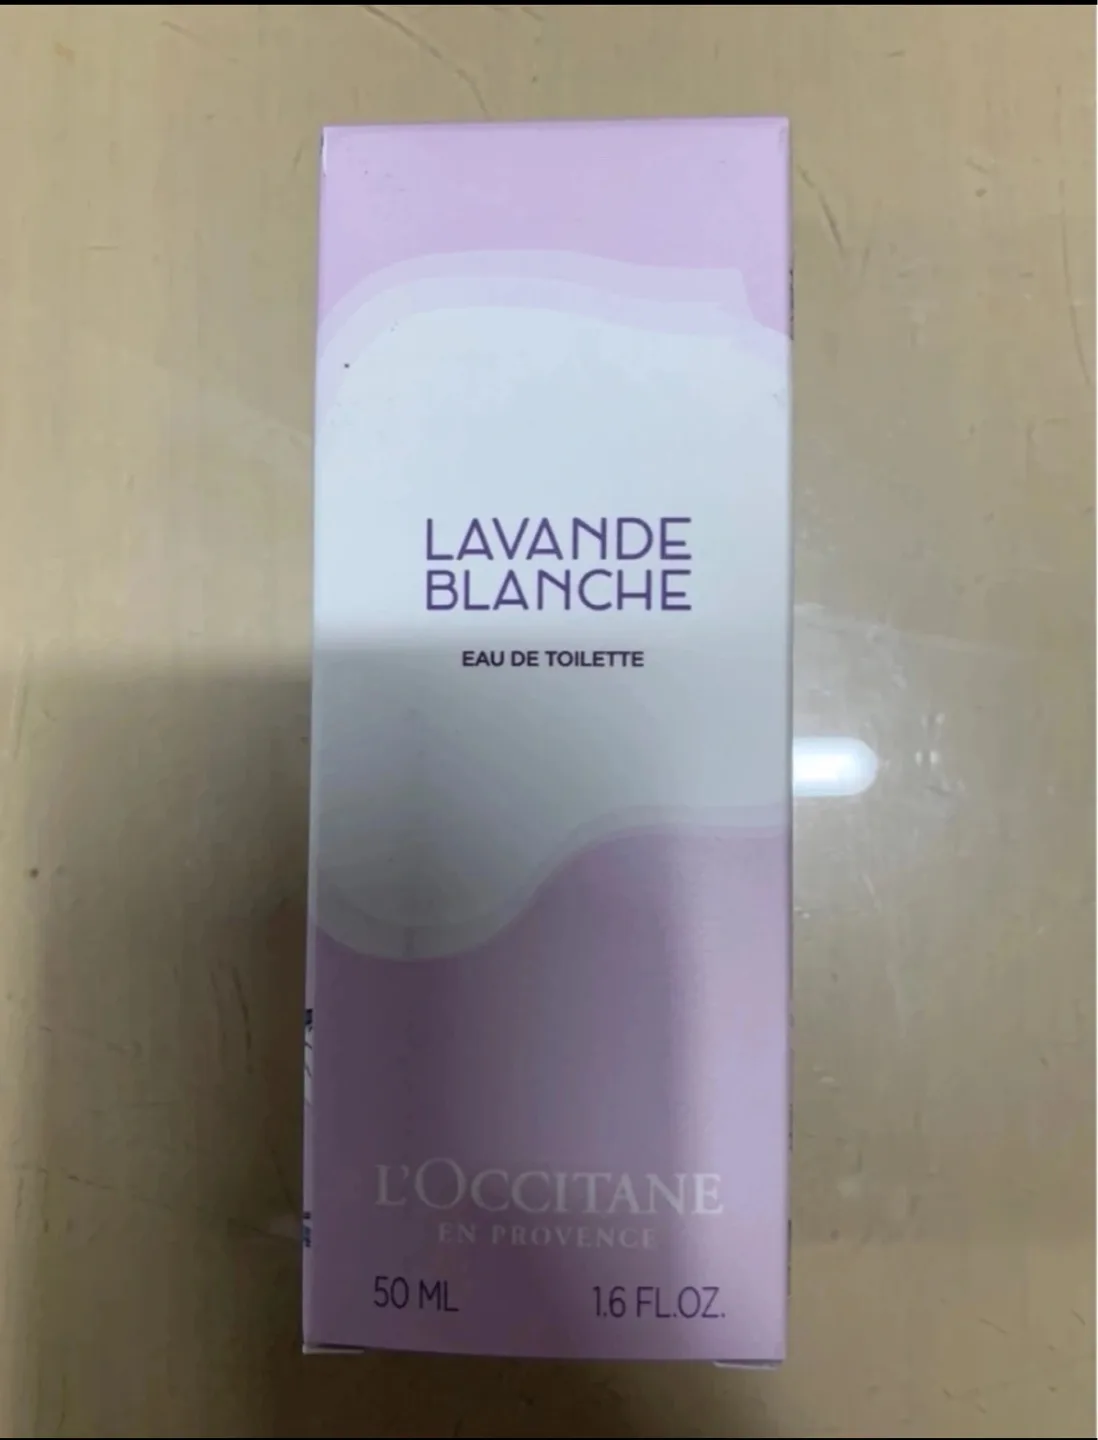 LAVANDE
BLANCHE
EAU DE TOILETTE
L'OCCITANE
EN PROVENCE
50 ML 1.6 FL.OZ.